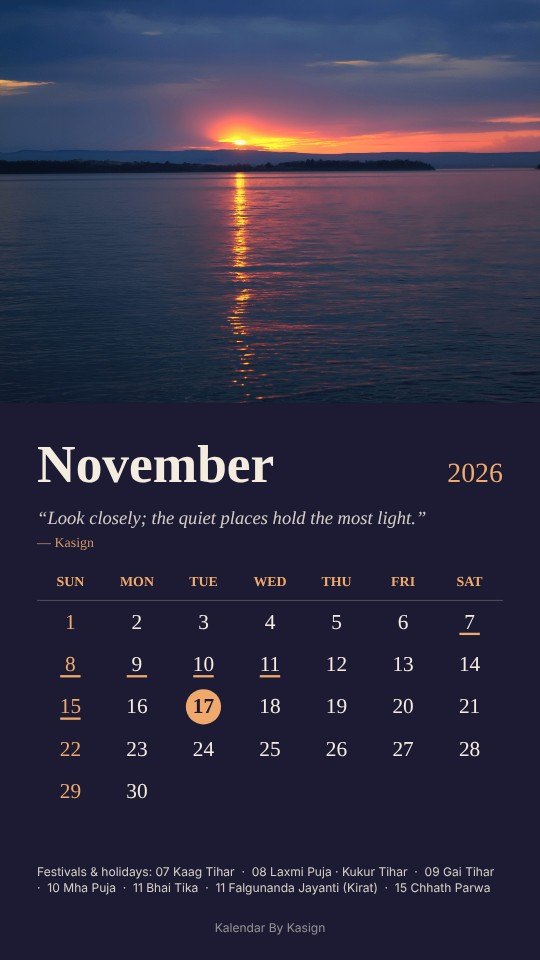 November
2026
“Look closely; the quiet places hold the most light.”
— Kasign
SUN MON TUE WED THU FRI SAT
1 2 3 4 5 6 7
8 9 10 11 12 13 14
15 16 17 18 19 20 21
22 23 24 25 26 27 28
29 30
Festivals & holidays: 07 Kaag Tihar · 08 Laxmi Puja · Kukur Tihar · 09 Gai Tihar
· 10 Mha Puja · 11 Bhai Tika · 11 Falgunanda Jayanti (Kirat) · 15 Chhath Parwa
Kalendar By Kasign